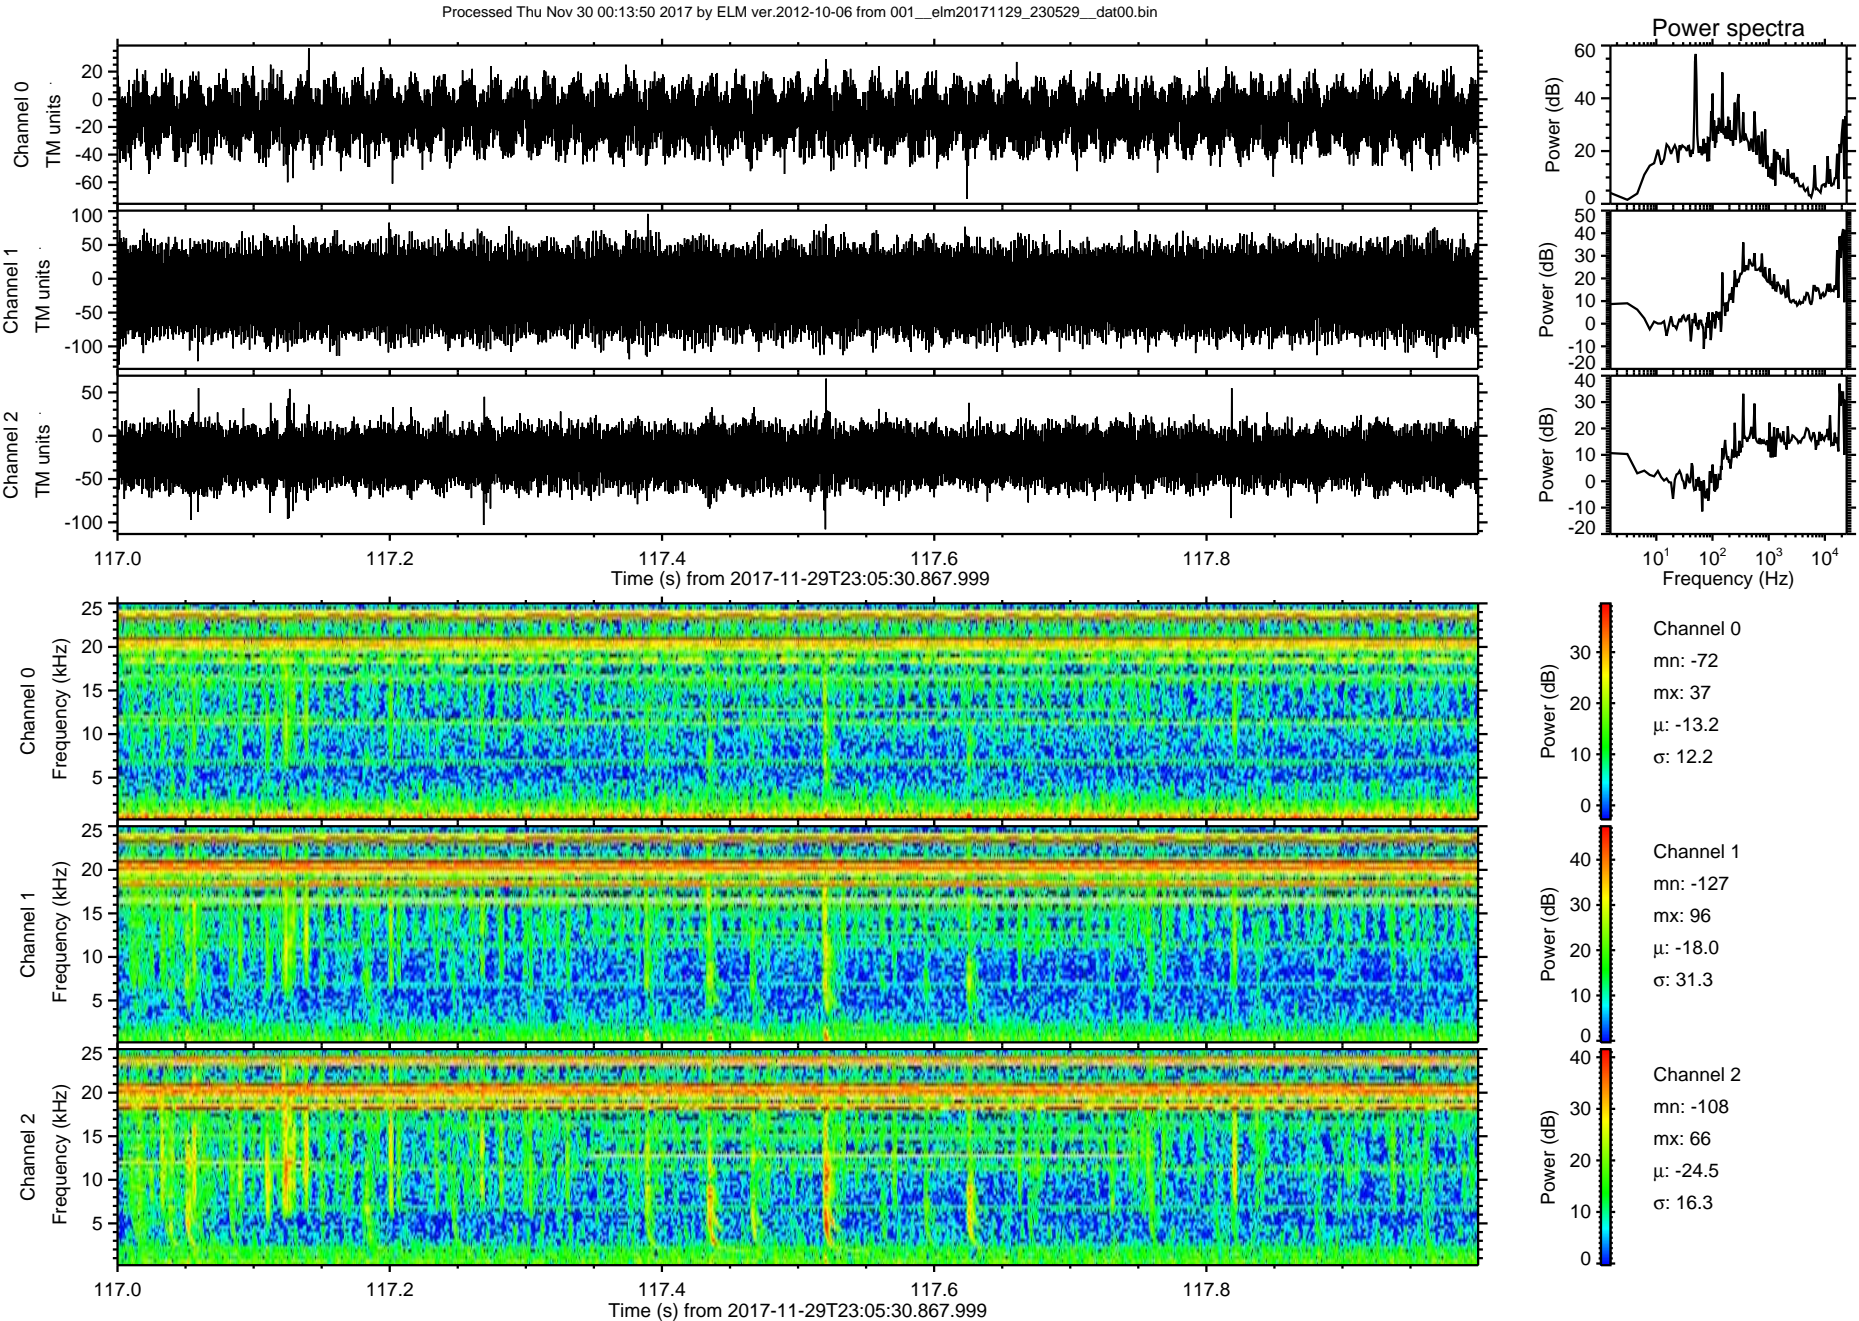 Processed Thu Nov 30 00:13:50 2017 by ELM ver.2012-10-06 from 001__elm20171129_230529__dat00.bin
Power spectra
Channel 0
TM units
20
0
-20
-40
-60
Power (dB)
60
40
20
0
Channel 1
TM units
100
50
0
-50
-100
Power (dB)
50
40
30
20
10
0
-10
-20
Channel 2
TM units
50
0
-50
-100
Power (dB)
40
30
20
10
0
-10
-20
117.0 117.2 117.4 117.6 117.8
Time (s) from 2017-11-29T23:05:30.867.999
10^1 10^2 10^3 10^4
Frequency (Hz)
Channel 0
Frequency (kHz)
25
20
15
10
5
Power (dB)
30
20
10
0
Channel 0
mn: -72
mx: 37
µ: -13.2
σ: 12.2
Channel 1
Frequency (kHz)
25
20
15
10
5
Power (dB)
40
30
20
10
0
Channel 1
mn: -127
mx: 96
µ: -18.0
σ: 31.3
Channel 2
Frequency (kHz)
25
20
15
10
5
Power (dB)
40
30
20
10
0
Channel 2
mn: -108
mx: 66
µ: -24.5
σ: 16.3
117.0 117.2 117.4 117.6 117.8
Time (s) from 2017-11-29T23:05:30.867.999